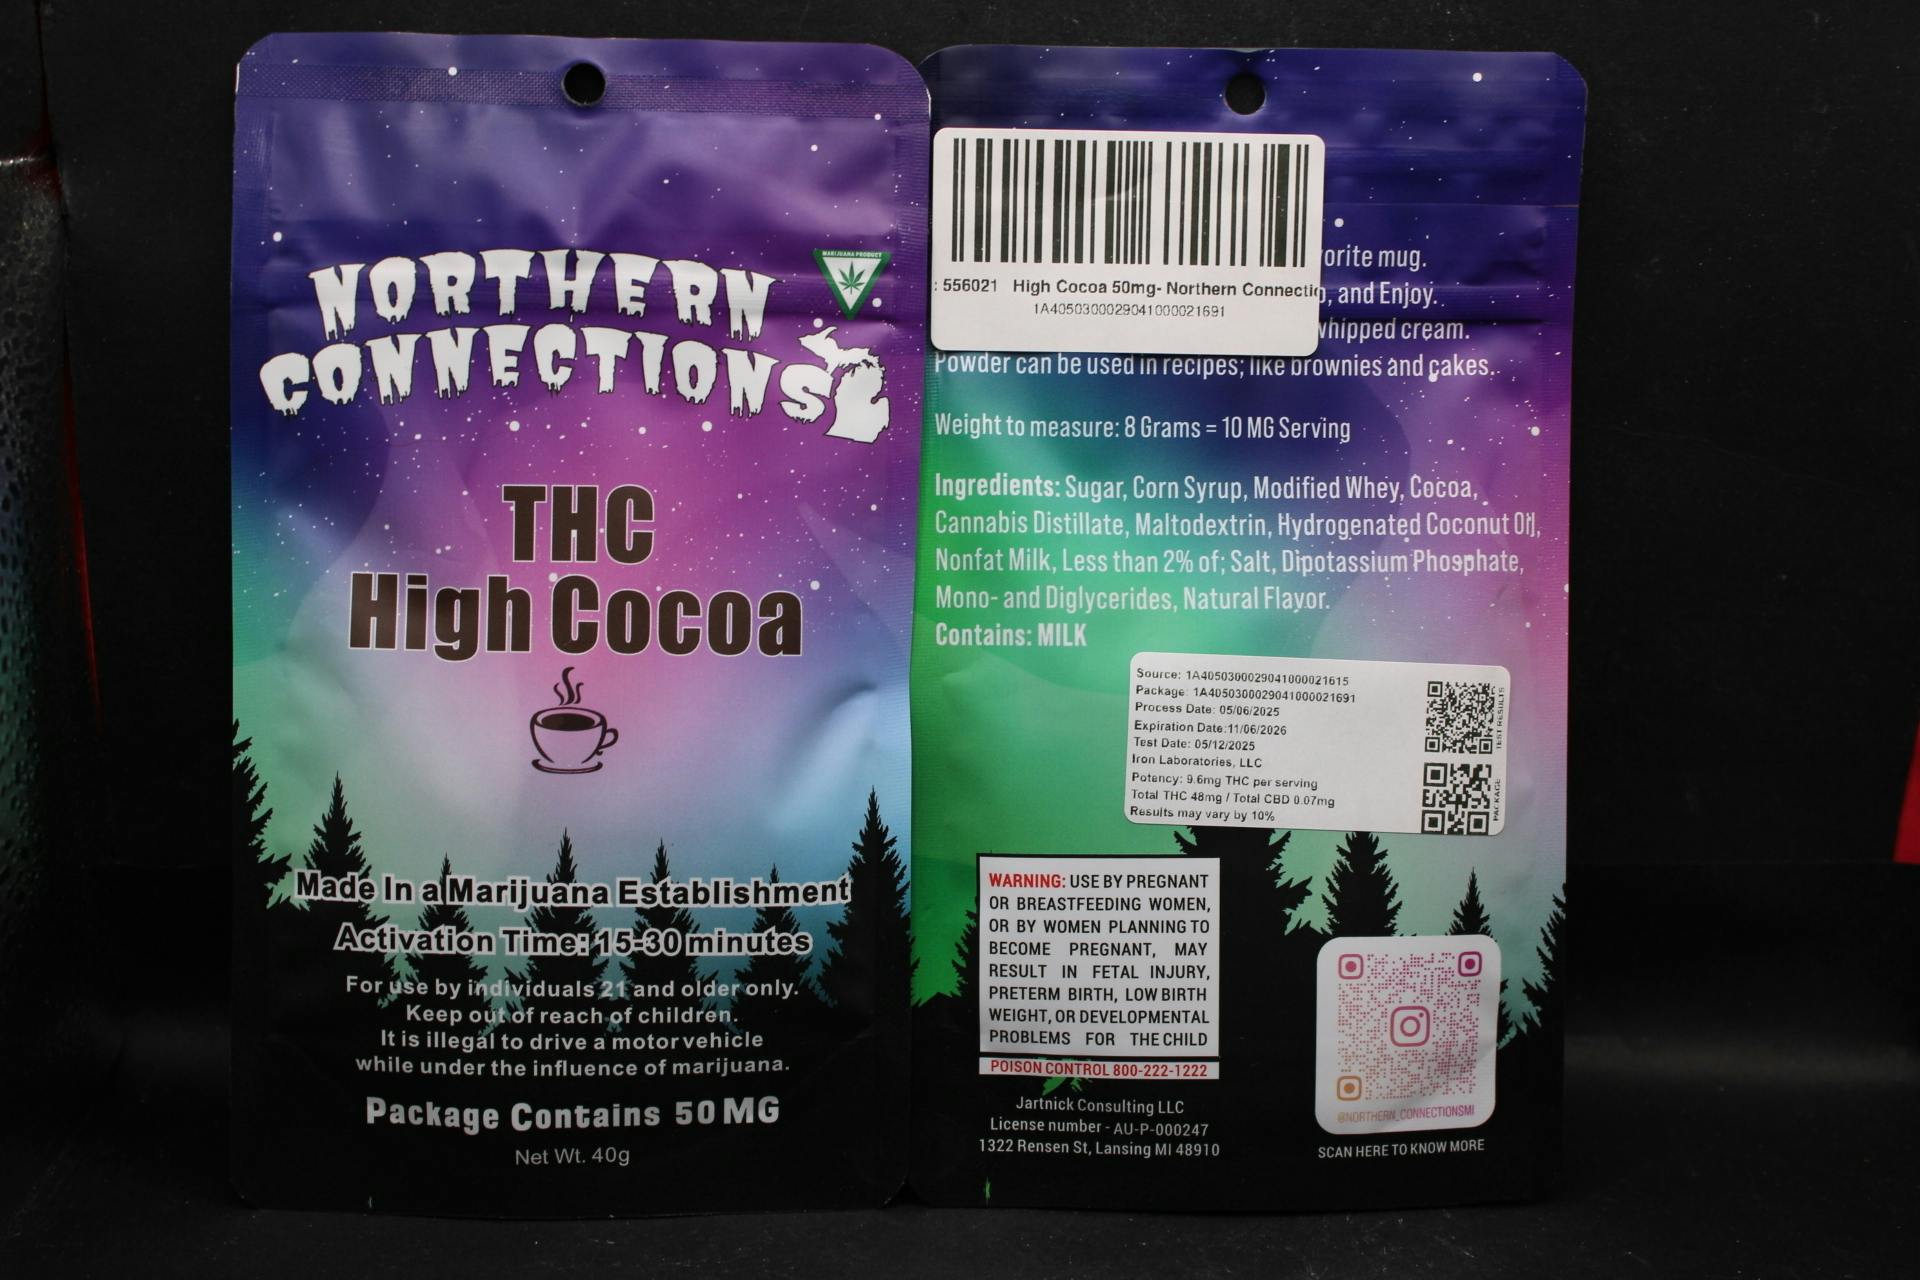 NORTHERN
CONNECTIONS
MARIJUANA PRODUCT
THC
High Cocoa
Made In a Marijuana Establishment
Activation Time: 15-30 minutes
For use by individuals 21 and older only.
Keep out of reach of children.
It is illegal to drive a motor vehicle
while under the influence of marijuana.
Package Contains 50 MG
Net Wt. 40g
: 556021 High Cocoa 50mg- Northern Connectio
1A4050300029041000021691
orite mug.
, and Enjoy.
whipped cream.
Powder can be used in recipes; like brownies and cakes.
Weight to measure: 8 Grams = 10 MG Serving
Ingredients: Sugar, Corn Syrup, Modified Whey, Cocoa,
Cannabis Distillate, Maltodextrin, Hydrogenated Coconut Oil,
Nonfat Milk, Less than 2% of; Salt, Dipotassium Phosphate,
Mono- and Diglycerides, Natural Flavor.
Contains: MILK
Source: 1A4050300029041000021615
Package: 1A4050300029041000021691
Process Date: 05/06/2025
Expiration Date:11/06/2026
Test Date: 05/12/2025
Iron Laboratories, LLC
Potency: 9.6mg THC per serving
Total THC 48mg / Total CBD 0.07mg
Results may vary by 10%
TEST RESULTS
PACKAGE
WARNING: USE BY PREGNANT
OR BREASTFEEDING WOMEN,
OR BY WOMEN PLANNING TO
BECOME PREGNANT, MAY
RESULT IN FETAL INJURY,
PRETERM BIRTH, LOW BIRTH
WEIGHT, OR DEVELOPMENTAL
PROBLEMS FOR THE CHILD
POISON CONTROL 800-222-1222
Jartnick Consulting LLC
License number - AU-P-000247
1322 Rensen St, Lansing MI 48910
@NORTHERN_CONNECTIONSMI
SCAN HERE TO KNOW MORE